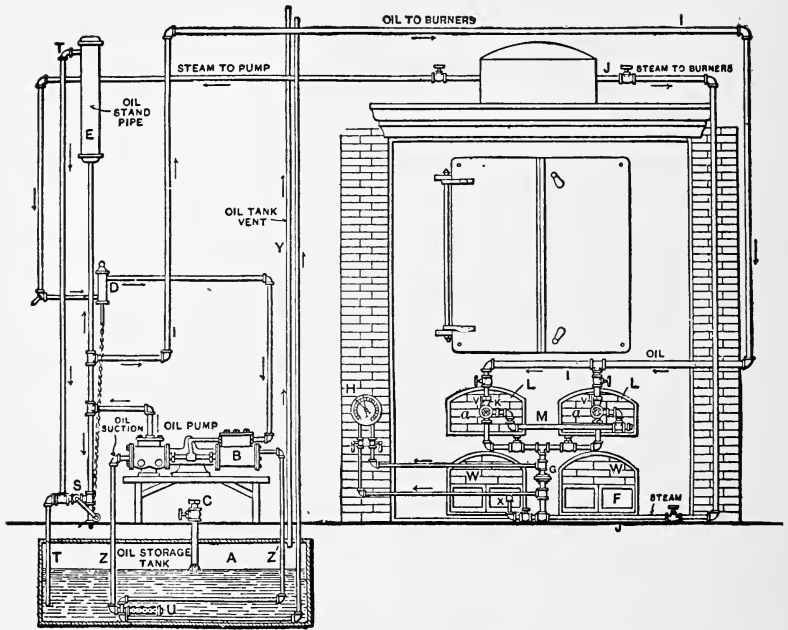 OIL TO BURNERS
I
T
STEAM TO PUMP
J
STEAM TO BURNERS
OIL
STAND
PIPE
E
OIL TANK
VENT
Y
D
I
OIL
I
H
L
L
V
K
V
a
a
M
OIL
SUCTION
OIL PUMP
B
G
W
W
S
C
X
F
STEAM
J
T
Z
OIL STORAGE
TANK
A
Z'
U